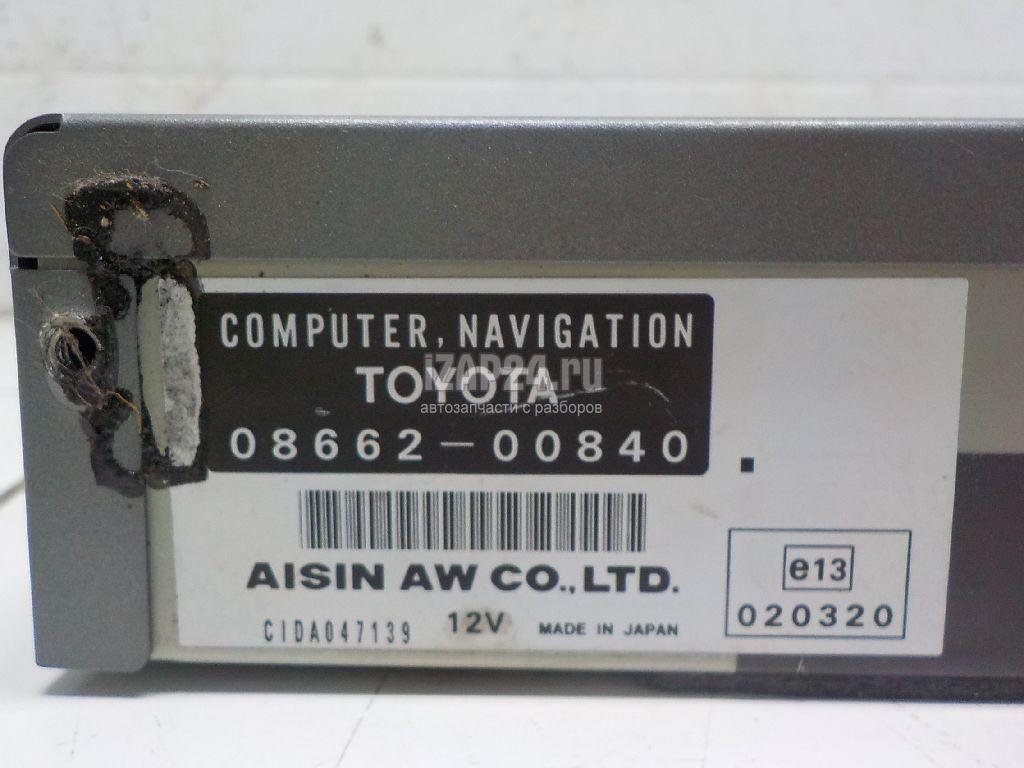 COMPUTER, NAVIGATION
iZAP24.ru
TOYOTA
автозапчасти с разборов
08662-00840
AISIN AW CO.,LTD.
CIDA047139 12V MADE IN JAPAN
e13
020320